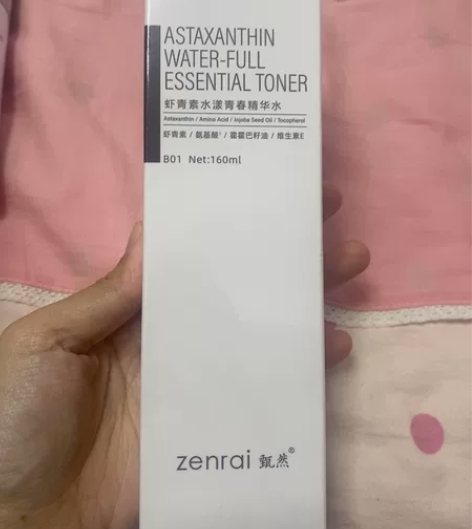 ASTAXANTHIN
WATER-FULL
ESSENTIAL TONER
虾青素水漾青春精华水
Astaxanthin / Amino Acid / Jojoba Seed Oil / Tocopherol
虾青素 / 氨基酸¹ / 霍霍巴籽油 / 维生素E
B01 Net:160ml
zenrai 甄然®